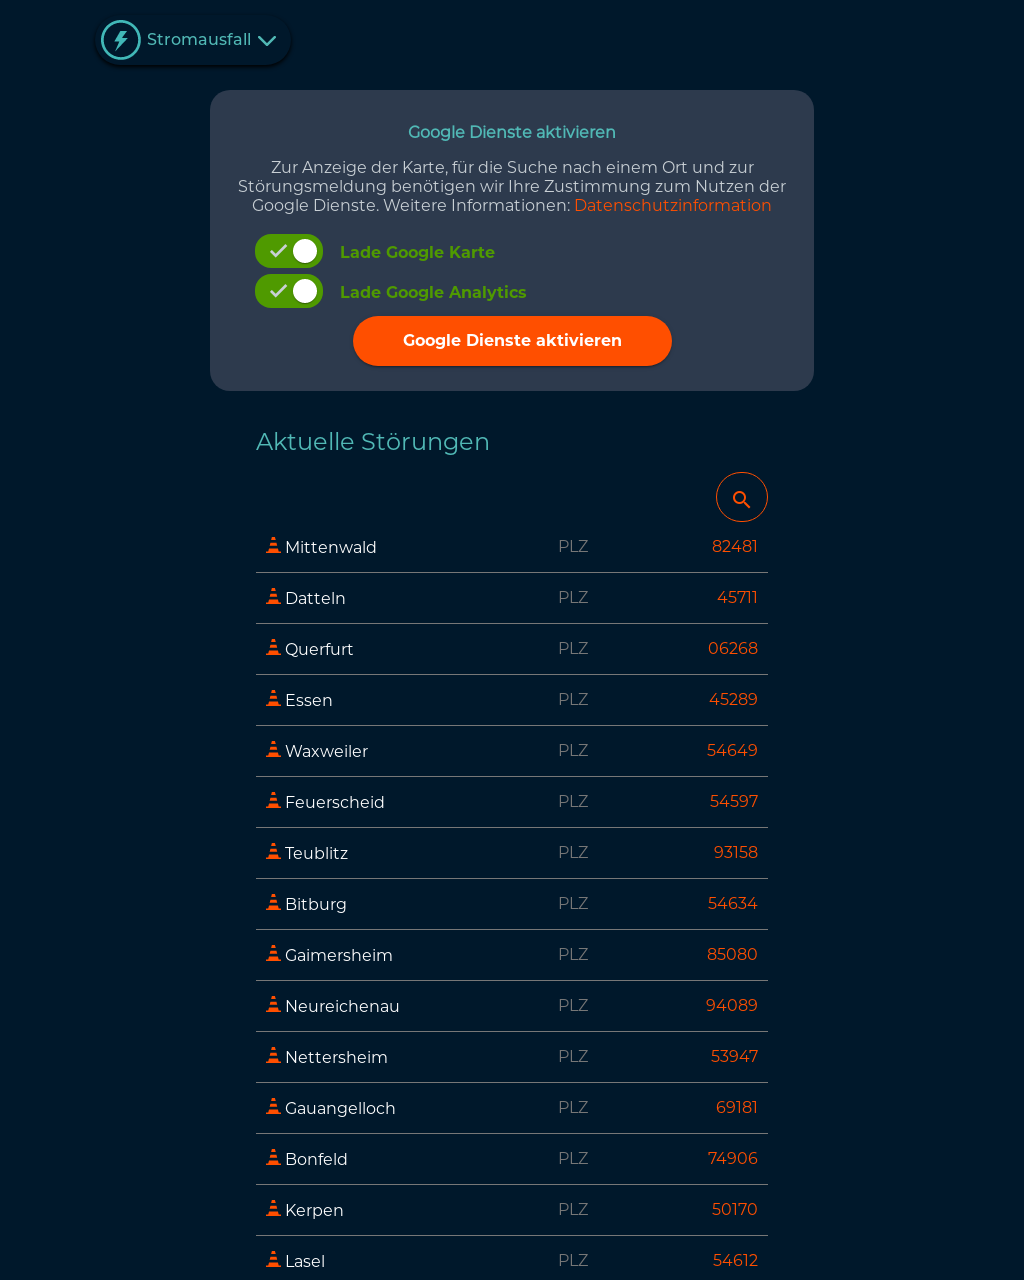 Stromausfall
Google Dienste aktivieren
Zur Anzeige der Karte, für die Suche nach einem Ort und zur
Störungsmeldung benötigen wir Ihre Zustimmung zum Nutzen der
Google Dienste. Weitere Informationen: Datenschutzinformation
Lade Google Karte
Lade Google Analytics
Google Dienste aktivieren
Aktuelle Störungen
Mittenwald PLZ 82481
Datteln PLZ 45711
Querfurt PLZ 06268
Essen PLZ 45289
Waxweiler PLZ 54649
Feuerscheid PLZ 54597
Teublitz PLZ 93158
Bitburg PLZ 54634
Gaimersheim PLZ 85080
Neureichenau PLZ 94089
Nettersheim PLZ 53947
Gauangelloch PLZ 69181
Bonfeld PLZ 74906
Kerpen PLZ 50170
Lasel PLZ 54612